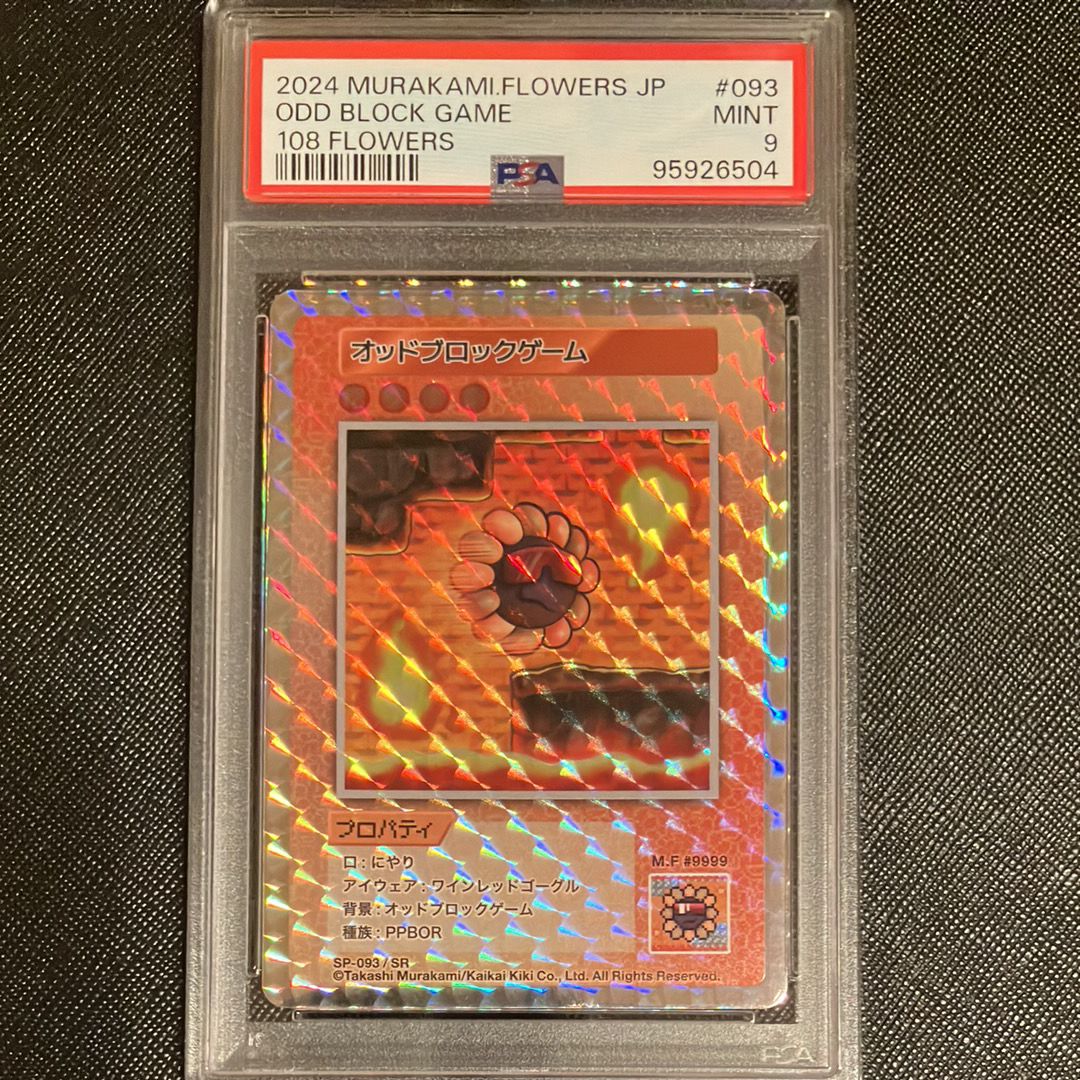 2024 MURAKAMI.FLOWERS JP #093
ODD BLOCK GAME MINT
108 FLOWERS 9
PSA 95926504
オッドブロックゲーム
プロパティ
口：にやり
アイウェア：ワインレッドゴーグル
背景：オッドブロックゲーム
種族：PPBOR
M.F #9999
SP-093 / SR
©Takashi Murakami/Kaikai Kiki Co., Ltd. All Rights Reserved.
PSA